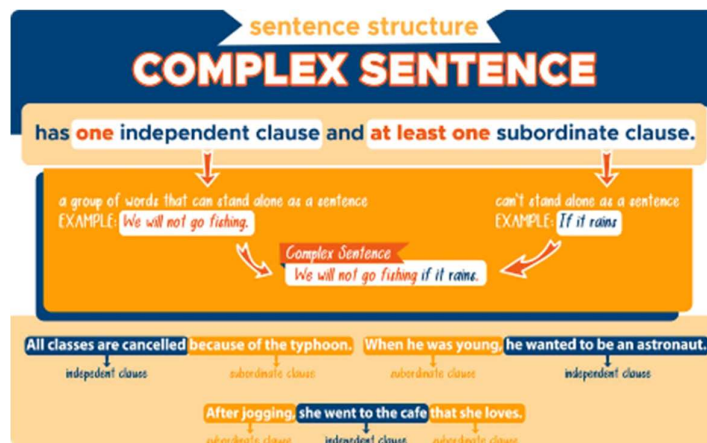 sentence structure
COMPLEX SENTENCE
has one independent clause and at least one subordinate clause.
a group of words that can stand alone as a sentence
EXAMPLE: We will not go fishing.
can't stand alone as a sentence
EXAMPLE: If it rains
Complex Sentence
We will not go fishing if it rains.
All classes are cancelled because of the typhoon.
indepedent clause subordinate clause
When he was young, he wanted to be an astronaut.
subordinate clause independent clause
After jogging, she went to the cafe that she loves.
subordinate clause independent clause subordinate clause